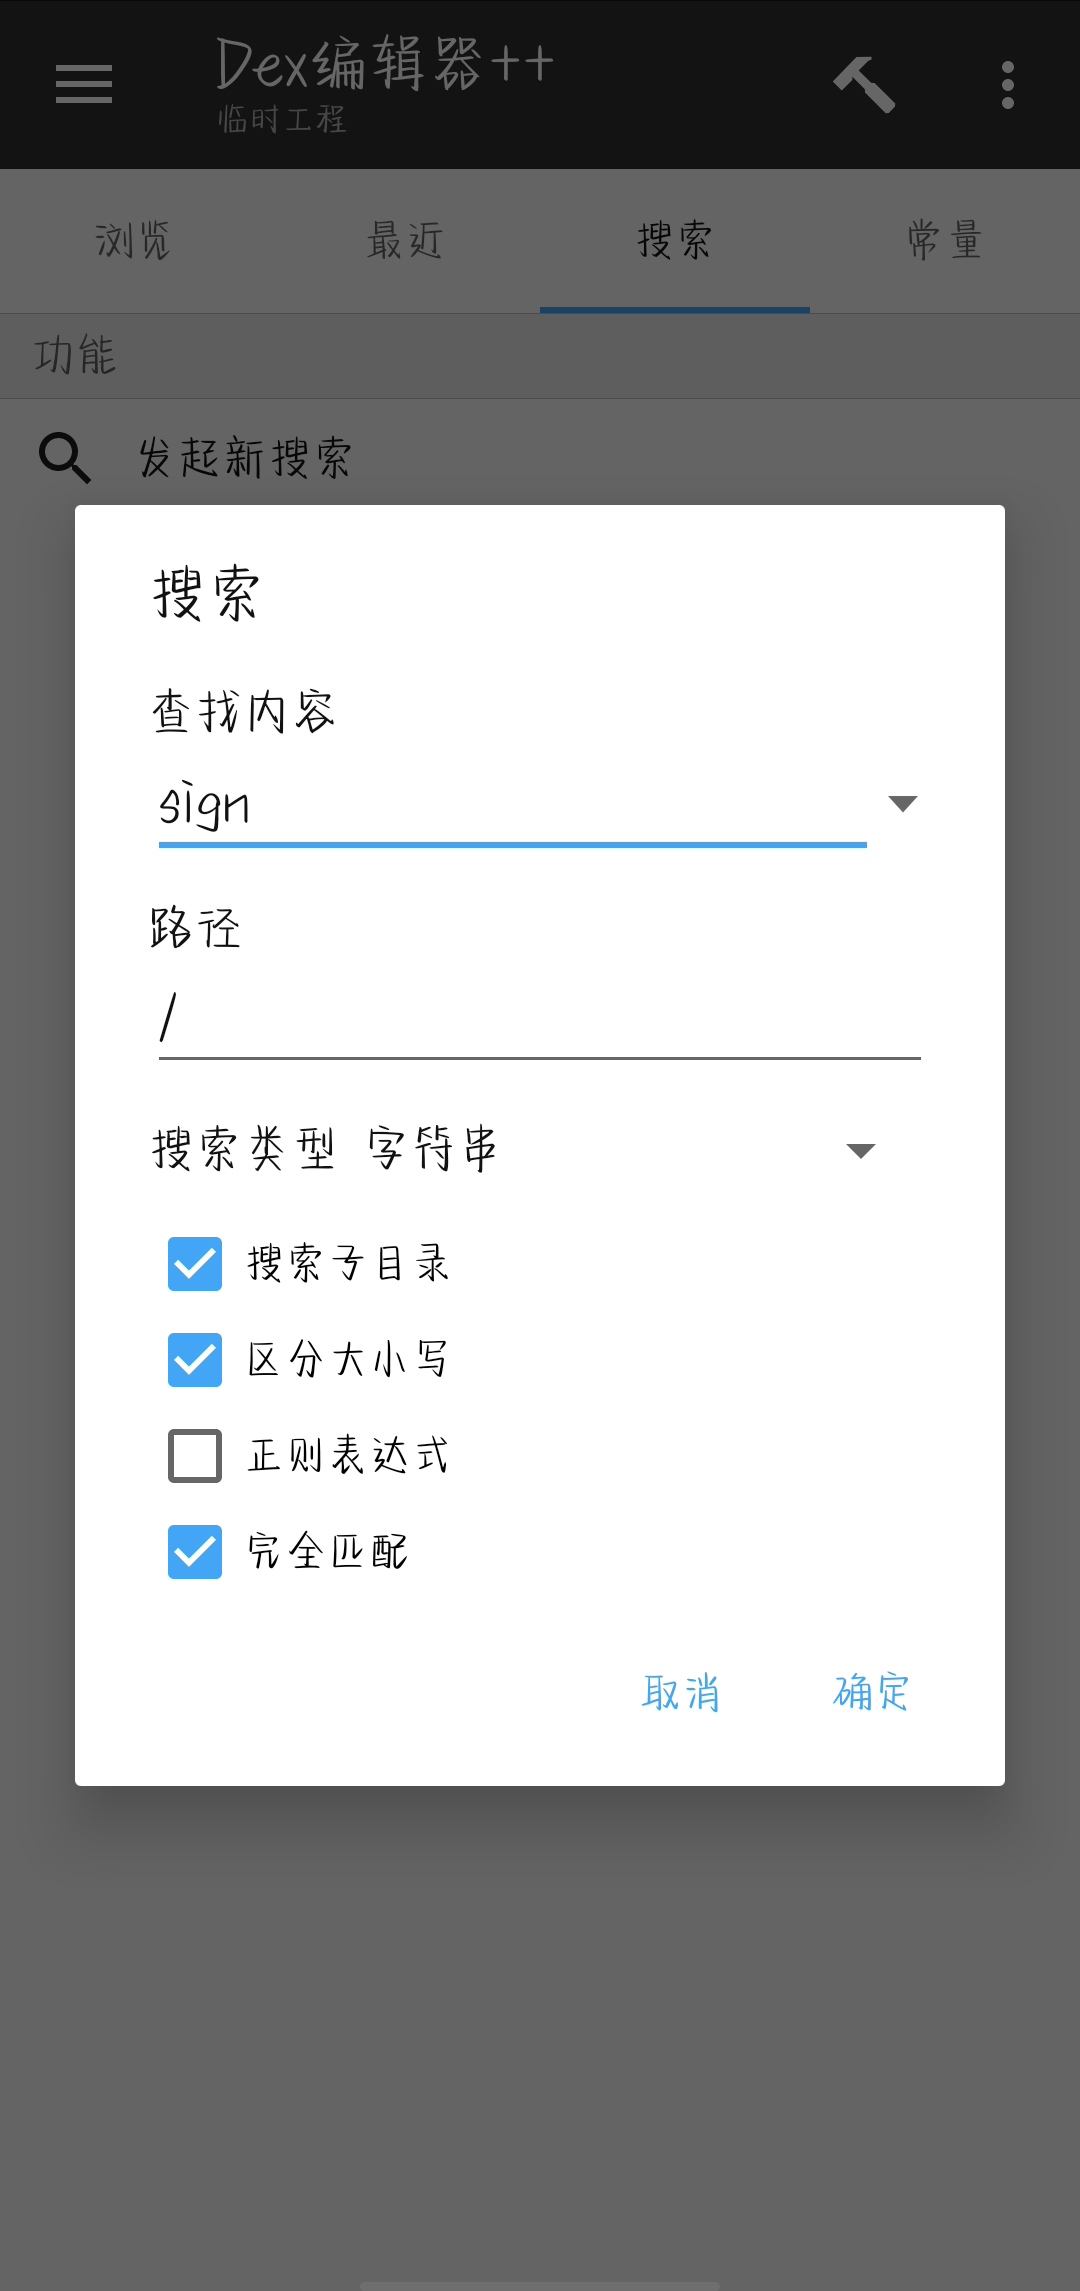 Dex编辑器++
临时工程
浏览 最近 搜索 常量
功能
发起新搜索
搜索
查找内容
sign
路径
/
搜索类型 字符串
搜索子目录
区分大小写
正则表达式
完全匹配
取消 确定